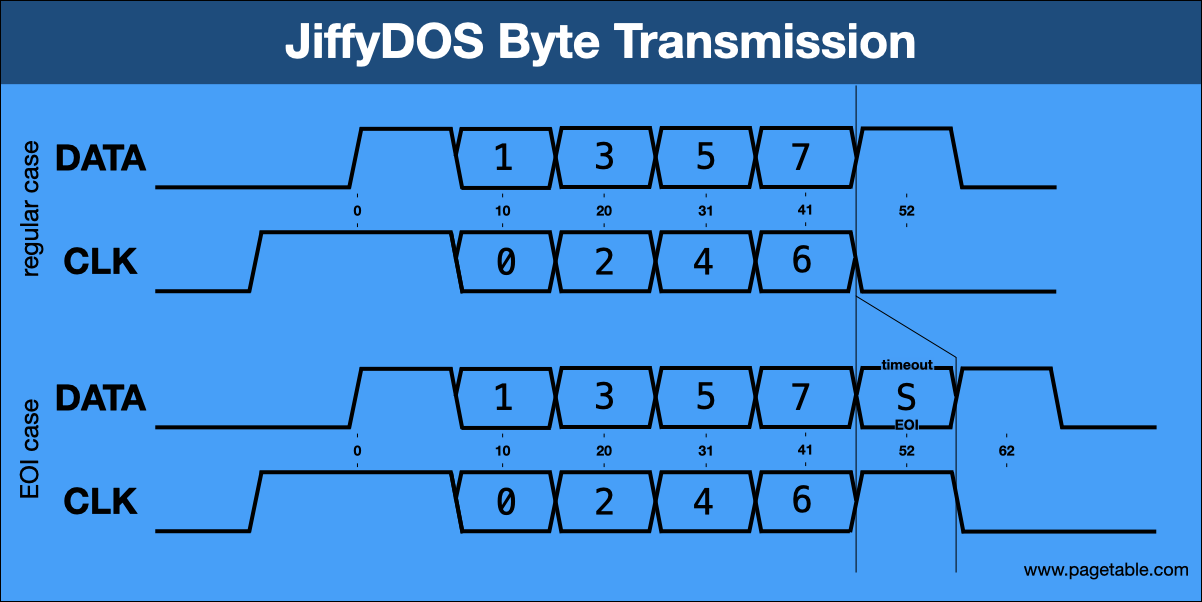 JiffyDOS Byte Transmission
regular case
DATA
1 3 5 7
0 10 20 31 41 52
CLK
0 2 4 6
EOI case
timeout
DATA
1 3 5 7 S
EOI
0 10 20 31 41 52 62
CLK
0 2 4 6
www.pagetable.com